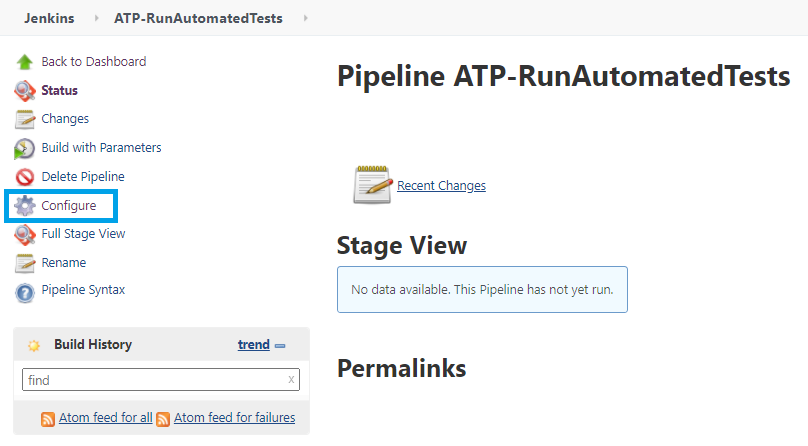 Jenkins ATP-RunAutomatedTests
Back to Dashboard
Status
Changes
Build with Parameters
Delete Pipeline
Configure
Full Stage View
Rename
Pipeline Syntax
Build History trend
find x
Atom feed for all Atom feed for failures
Pipeline ATP-RunAutomatedTests
Recent Changes
Stage View
No data available. This Pipeline has not yet run.
Permalinks